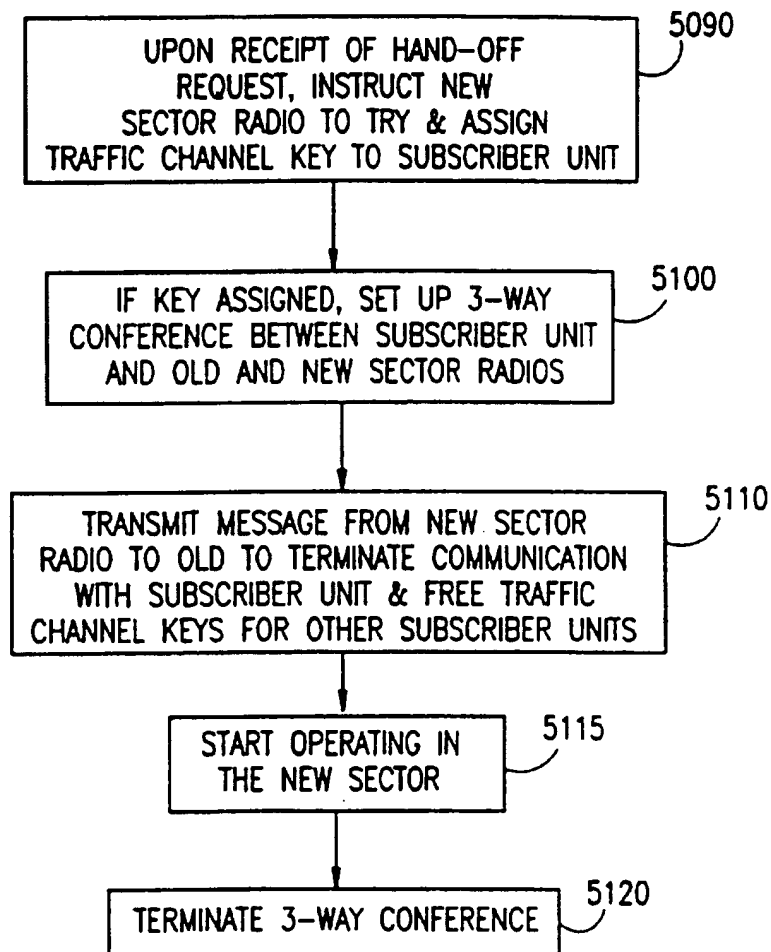 UPON RECEIPT OF HAND-OFF
REQUEST, INSTRUCT NEW
SECTOR RADIO TO TRY & ASSIGN
TRAFFIC CHANNEL KEY TO SUBSCRIBER UNIT
5090
IF KEY ASSIGNED, SET UP 3-WAY
CONFERENCE BETWEEN SUBSCRIBER UNIT
AND OLD AND NEW SECTOR RADIOS
5100
TRANSMIT MESSAGE FROM NEW SECTOR
RADIO TO OLD TO TERMINATE COMMUNICATION
WITH SUBSCRIBER UNIT & FREE TRAFFIC
CHANNEL KEYS FOR OTHER SUBSCRIBER UNITS
5110
START OPERATING IN
THE NEW SECTOR
5115
TERMINATE 3-WAY CONFERENCE
5120